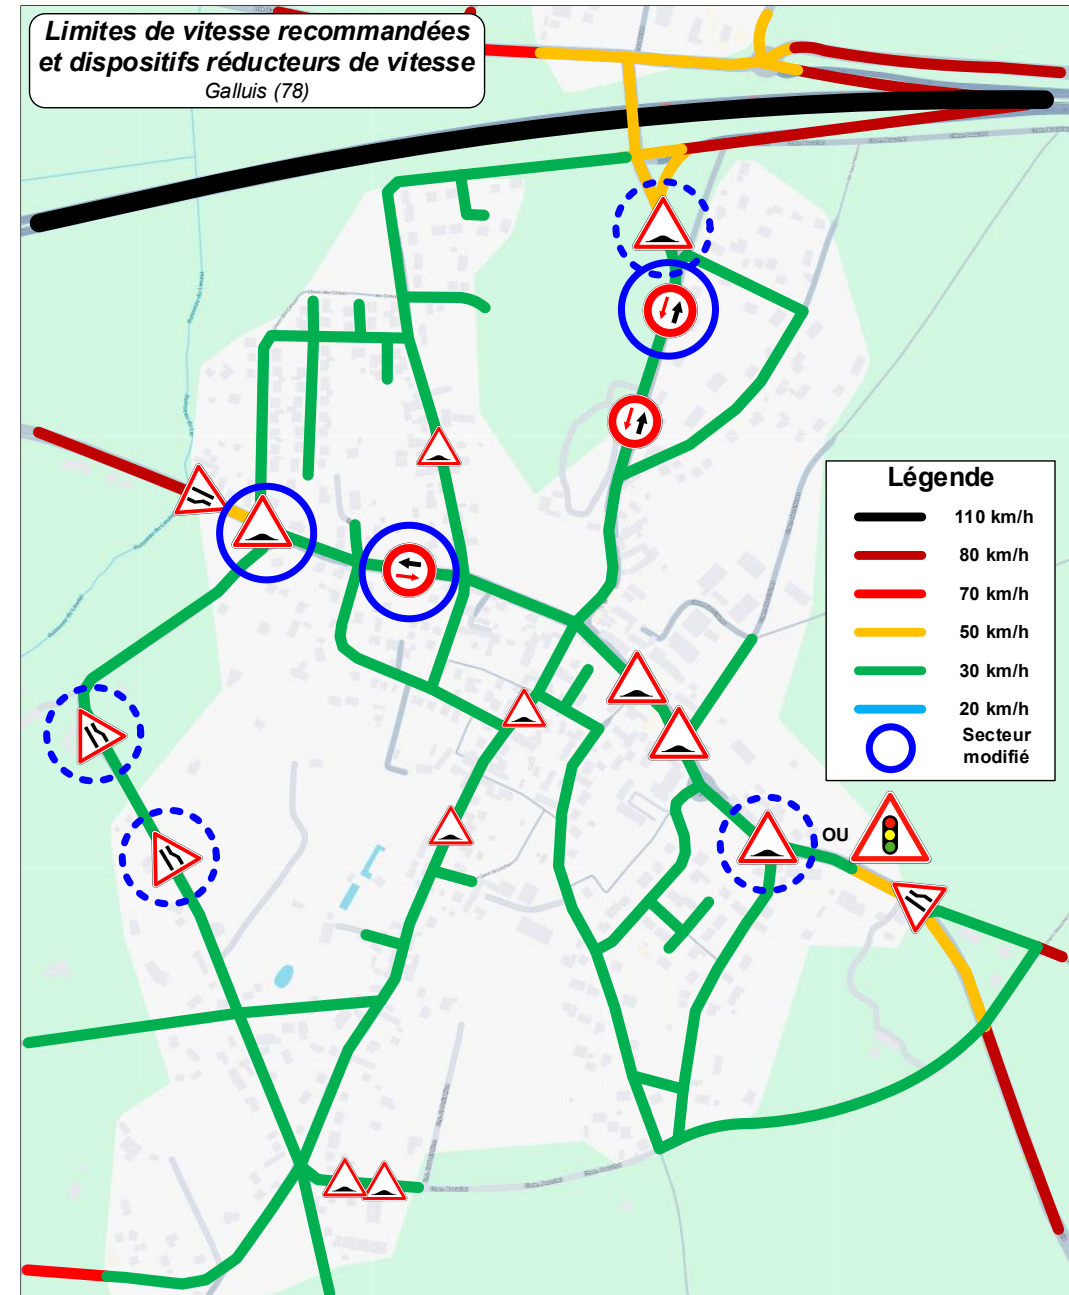 Limites de vitesse recommandées
et dispositifs réducteurs de vitesse
Galluis (78)
OU
Légende
110 km/h
80 km/h
70 km/h
50 km/h
30 km/h
20 km/h
Secteur
modifié